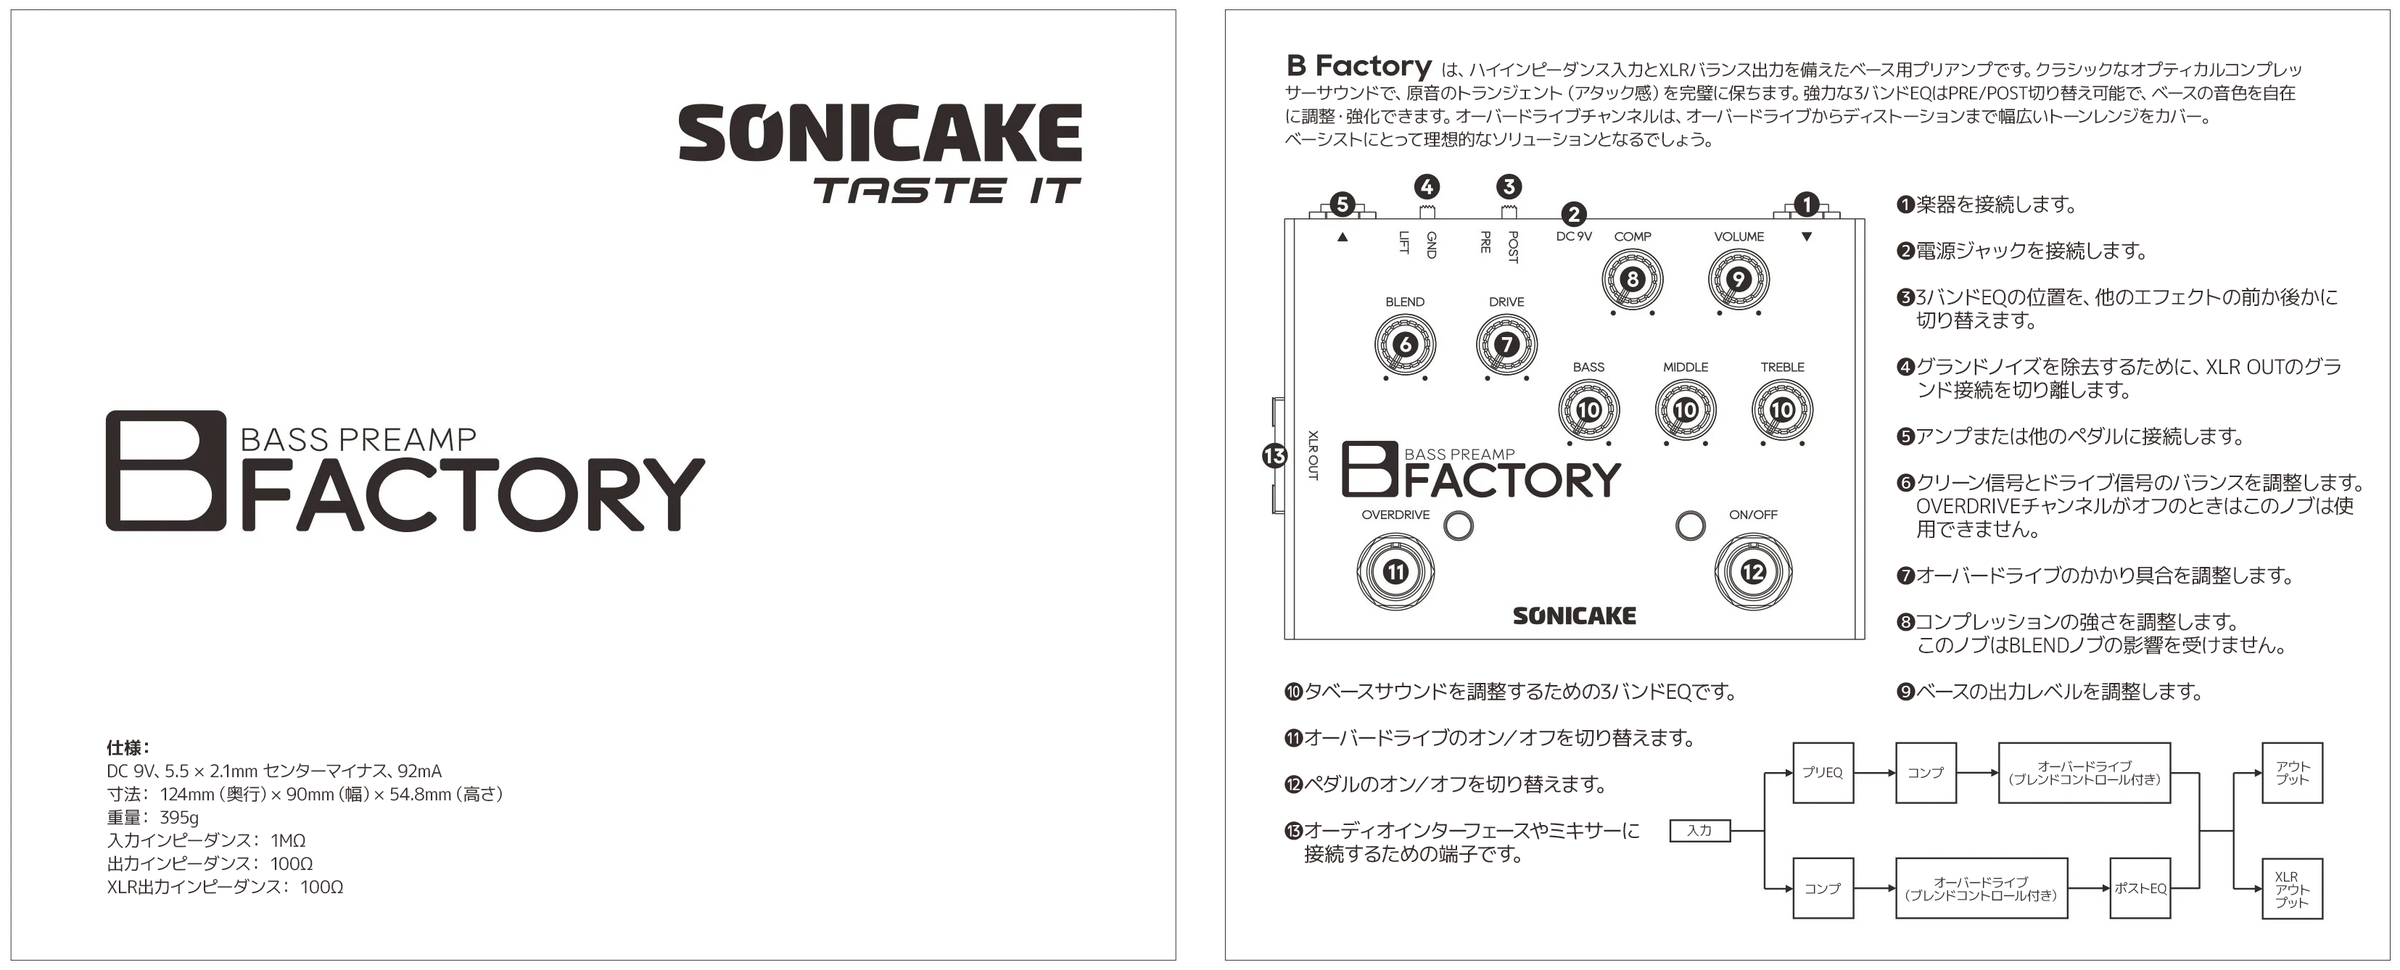 SONICAKE
TASTE IT
B BASS PREAMP
FACTORY
仕様：
DC 9V、5.5 × 2.1mm センターマイナス、92mA
寸法： 124mm（奥行）× 90mm（幅）× 54.8mm（高さ）
重量： 395g
入力インピーダンス： 1MΩ
出力インピーダンス： 100Ω
XLR出力インピーダンス： 100Ω
B Factory は、ハイインピーダンス入力とXLRバランス出力を備えたベース用プリアンプです。クラシックなオプティカルコンプレッ
サーサウンドで、原音のトランジェント（アタック感）を完璧に保ちます。強力な3バンドEQはPRE/POST切り替え可能で、ベースの音色を自在
に調整・強化できます。オーバードライブチャンネルは、オーバードライブからディストーションまで幅広いトーンレンジをカバー。
ベーシストにとって理想的なソリューションとなるでしょう。
5 4 3 2 1
▲ LIFT GND PRE POST DC 9V COMP VOLUME ▼
8 9
BLEND DRIVE
6 7
BASS MIDDLE TREBLE
10 10 10
13 XLR OUT
B BASS PREAMP
FACTORY
OVERDRIVE ON/OFF
11 12
SONICAKE
❶楽器を接続します。
❷電源ジャックを接続します。
❸3バンドEQの位置を、他のエフェクトの前か後かに
切り替えます。
❹グランドノイズを除去するために、XLR OUTのグラ
ンド接続を切り離します。
❺アンプまたは他のペダルに接続します。
❻クリーン信号とドライブ信号のバランスを調整します。
OVERDRIVEチャンネルがオフのときはこのノブは使
用できません。
❼オーバードライブのかかり具合を調整します。
❽コンプレッションの強さを調整します。
このノブはBLENDノブの影響を受けません。
❾ベースの出力レベルを調整します。
❿タベースサウンドを調整するための3バンドEQです。
⓫オーバードライブのオン／オフを切り替えます。
⓬ペダルのオン／オフを切り替えます。
⓭オーディオインターフェースやミキサーに
接続するための端子です。
入力
プリEQ
コンプ
オーバードライブ
（ブレンドコントロール付き）
アウト
プット
コンプ
オーバードライブ
（ブレンドコントロール付き）
ポストEQ
XLR
アウト
プット